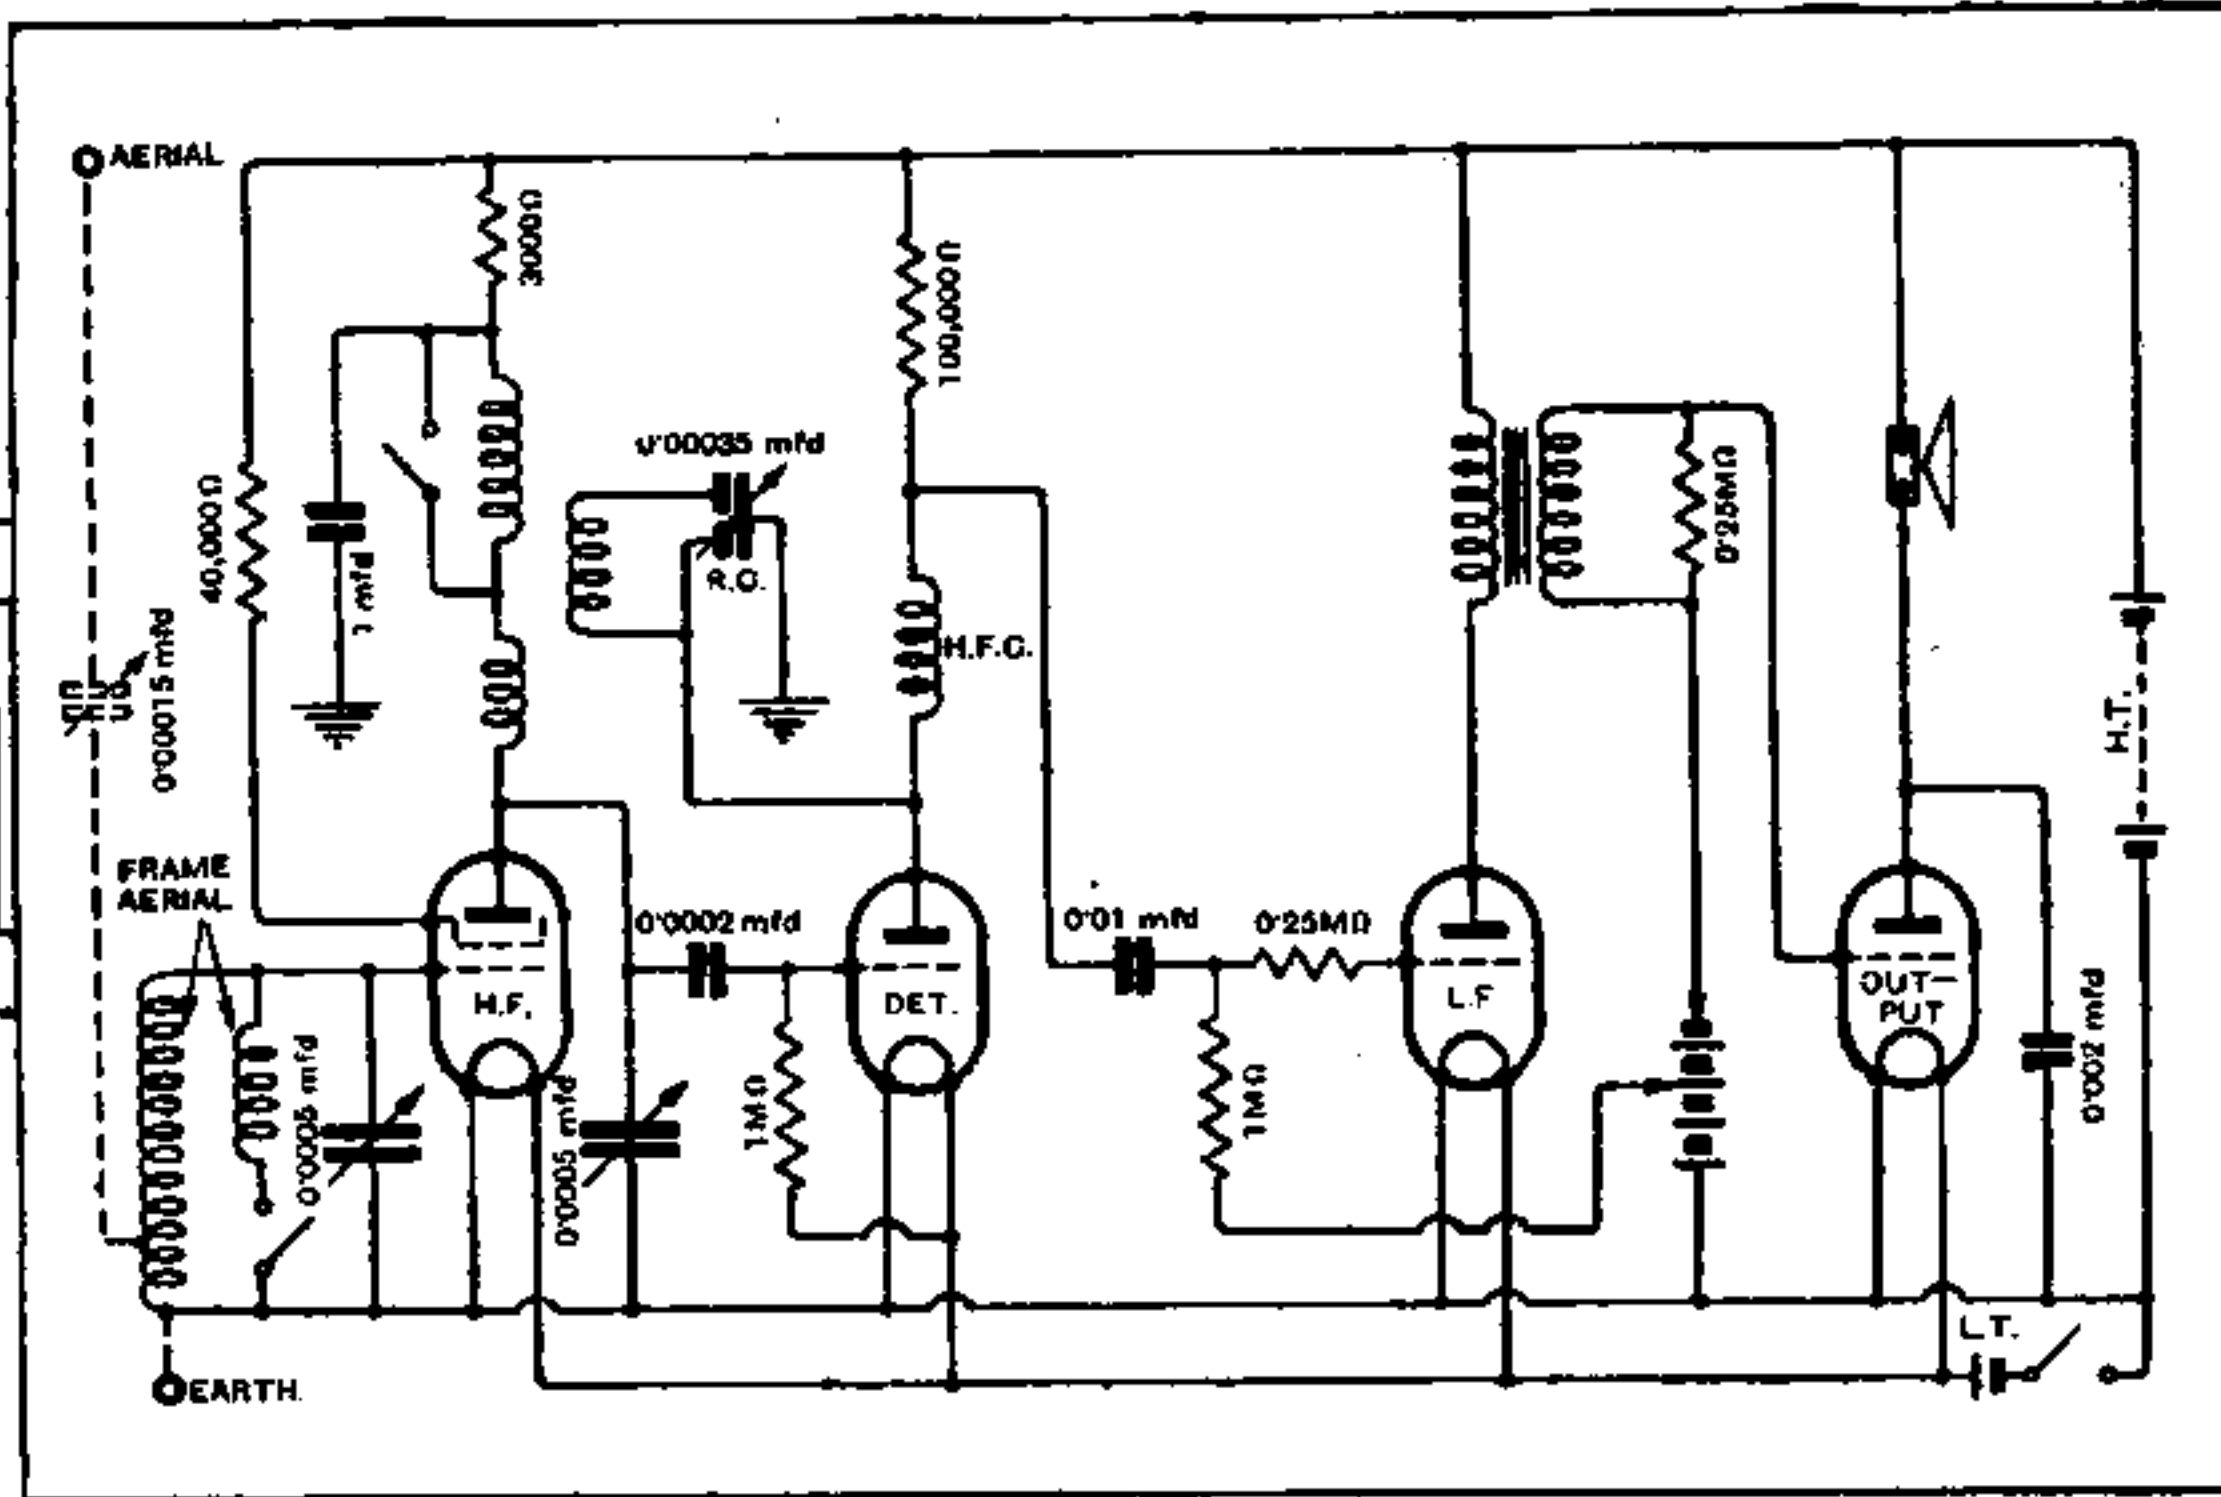 AERIAL
3000Ω
100,000Ω
0'00035 mfd
40,000Ω
0'25MΩ
1 mfd
R.C.
H.F.C.
0'00015 mfd
H.T.
FRAME
AERIAL
0'0002 mfd
0'01 mfd
0'25MΩ
H.F.
DET.
L.F
OUT-
PUT
0'0005 mfd
0'0005 mfd
1MΩ
1MΩ
0'002 mfd
L.T.
EARTH.